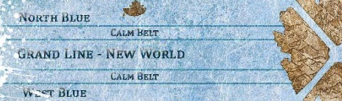 North Blue
Calm Belt
Grand Line - New World
Calm Belt
West Blue